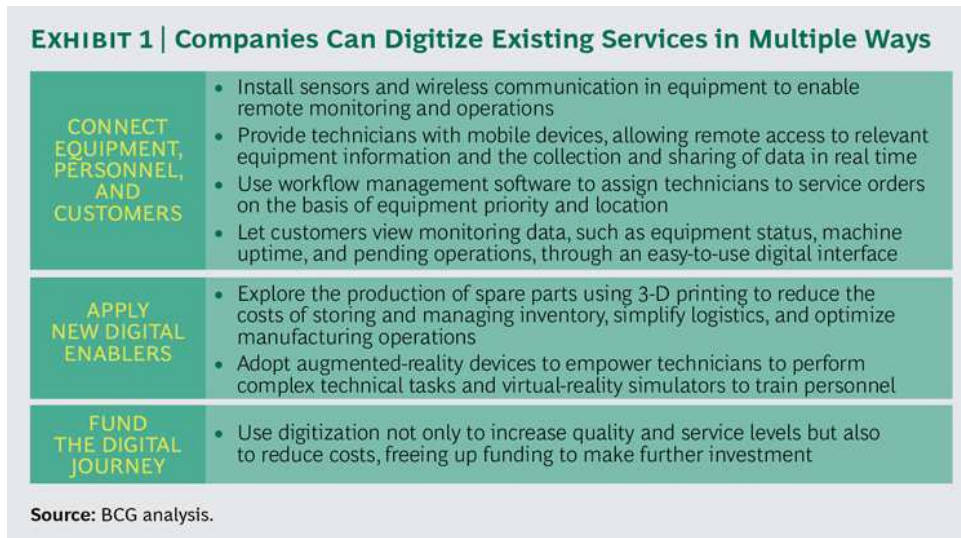 EXHIBIT 1 | Companies Can Digitize Existing Services in Multiple Ways
CONNECT
EQUIPMENT,
PERSONNEL,
AND
CUSTOMERS
• Install sensors and wireless communication in equipment to enable
remote monitoring and operations
• Provide technicians with mobile devices, allowing remote access to relevant
equipment information and the collection and sharing of data in real time
• Use workflow management software to assign technicians to service orders
on the basis of equipment priority and location
• Let customers view monitoring data, such as equipment status, machine
uptime, and pending operations, through an easy-to-use digital interface
APPLY
NEW DIGITAL
ENABLERS
• Explore the production of spare parts using 3-D printing to reduce the
costs of storing and managing inventory, simplify logistics, and optimize
manufacturing operations
• Adopt augmented-reality devices to empower technicians to perform
complex technical tasks and virtual-reality simulators to train personnel
FUND
THE DIGITAL
JOURNEY
• Use digitization not only to increase quality and service levels but also
to reduce costs, freeing up funding to make further investment
Source: BCG analysis.